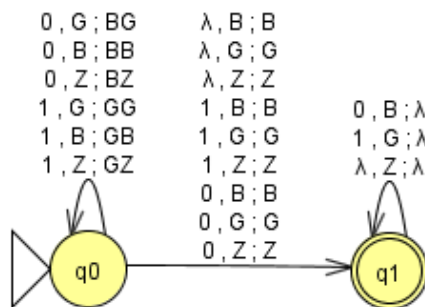 0 , G ; BG
0 , B ; BB
0 , Z ; BZ
1 , G ; GG
1 , B ; GB
1 , Z ; GZ
λ , B ; B
λ , G ; G
λ , Z ; Z
1 , B ; B
1 , G ; G
1 , Z ; Z
0 , B ; B
0 , G ; G
0 , Z ; Z
0 , B ; λ
1 , G ; λ
λ , Z ; λ
q0
q1